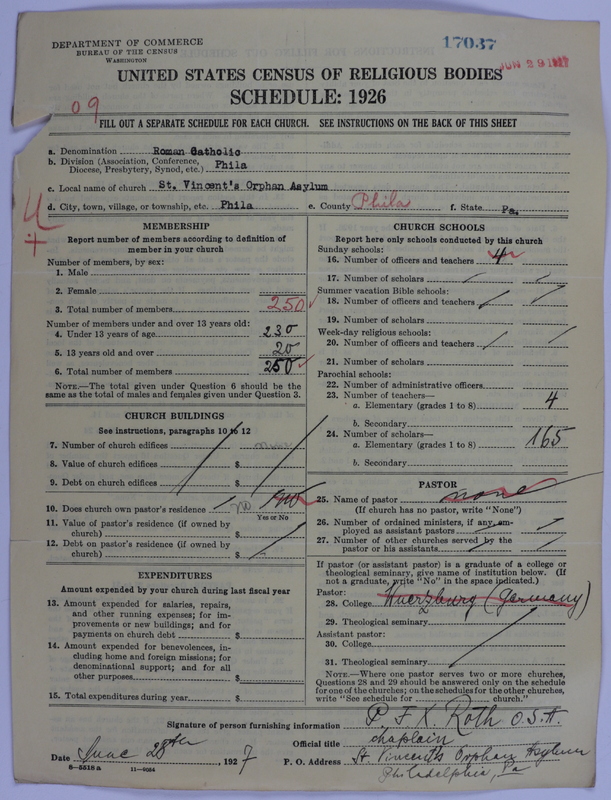 DEPARTMENT OF COMMERCE
BUREAU OF THE CENSUS
WASHINGTON
17037
JUN 29 1927
UNITED STATES CENSUS OF RELIGIOUS BODIES
SCHEDULE: 1926
09
FILL OUT A SEPARATE SCHEDULE FOR EACH CHURCH. SEE INSTRUCTIONS ON THE BACK OF THIS SHEET
a. Denomination Roman Catholic
b. Division (Association, Conference, Diocese, Presbytery, Synod, etc.) Phila
c. Local name of church St. Vincent's Orphan Asylum
d. City, town, village, or township, etc. Phila e. County Phila f. State Pa.
MEMBERSHIP
Report number of members according to definition of
member in your church
Number of members, by sex:
1. Male
2. Female
3. Total number of members 250
Number of members under and over 13 years old:
4. Under 13 years of age 230
5. 13 years old and over 20
6. Total number of members 250
NOTE.—The total given under Question 6 should be the
same as the total of males and females given under Question 3.
CHURCH BUILDINGS
See instructions, paragraphs 10 to 12
7. Number of church edifices none
8. Value of church edifices $
9. Debt on church edifices $
10. Does church own pastor's residence no no
Yes or No
11. Value of pastor's residence (if owned by
church) $
12. Debt on pastor's residence (if owned by
church) $
EXPENDITURES
Amount expended by your church during last fiscal year
13. Amount expended for salaries, repairs,
and other running expenses; for im-
provements or new buildings; and for
payments on church debt $
14. Amount expended for benevolences, in-
cluding home and foreign missions; for
denominational support; and for all
other purposes $
15. Total expenditures during year $
CHURCH SCHOOLS
Report here only schools conducted by this church
Sunday schools:
16. Number of officers and teachers 4
17. Number of scholars
Summer vacation Bible schools:
18. Number of officers and teachers
19. Number of scholars
Week-day religious schools:
20. Number of officers and teachers
21. Number of scholars
Parochial schools:
22. Number of administrative officers
23. Number of teachers—
a. Elementary (grades 1 to 8) 4
b. Secondary
24. Number of scholars—
a. Elementary (grades 1 to 8) 165
b. Secondary
PASTOR
25. Name of pastor none
(If church has no pastor, write "None")
26. Number of ordained ministers, if any, em-
ployed as assistant pastors
27. Number of other churches served by the
pastor or his assistants
If pastor (or assistant pastor) is a graduate of a college or
theological seminary, give name of institution below. (If
not a graduate, write "No" in the space indicated.)
Pastor:
28. College Wuerzburg (Germany)
29. Theological seminary
Assistant pastor:
30. College
31. Theological seminary
NOTE.—Where one pastor serves two or more churches,
Questions 28 and 29 should be answered only on the schedule
for one of the churches; on the schedules for the other churches,
write "See schedule for church."
Signature of person furnishing information P. F. X. Roth O.S.A.
Official title chaplain
Date June 28th, 1927 P. O. Address St Vincents Orphan Asylum
Philadelphia, Pa
8—5518a 11—9034